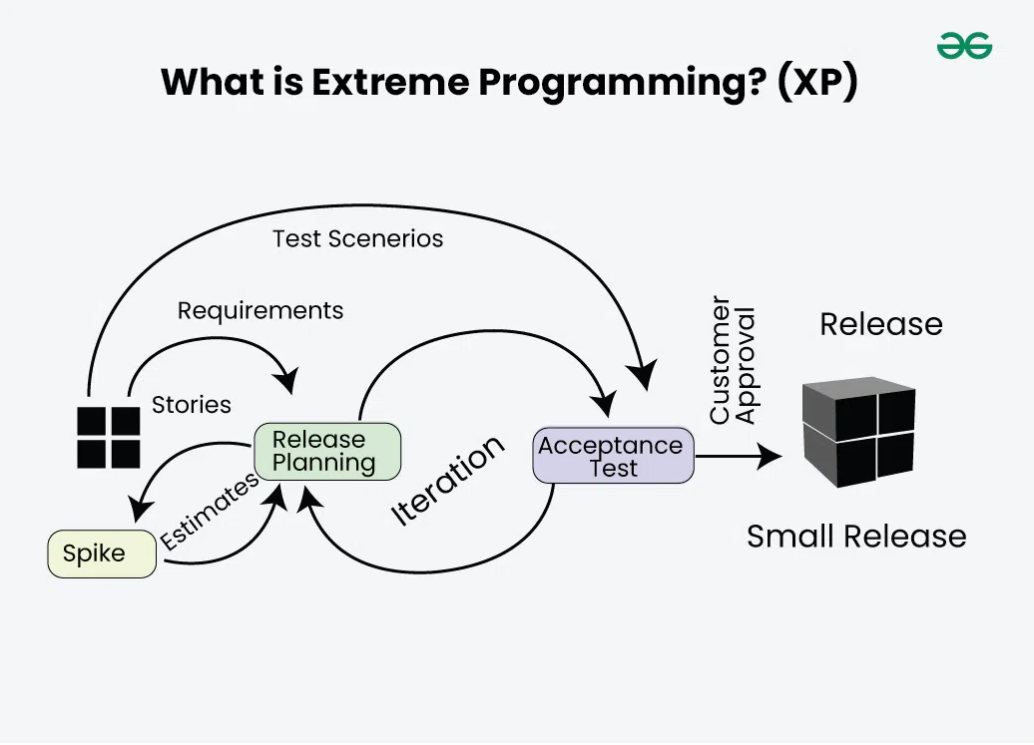 What is Extreme Programming? (XP)
Test Scenerios
Requirements
Stories
Release
Planning
Spike
Estimates
Iteration
Acceptance
Test
Customer
Approval
Release
Small Release